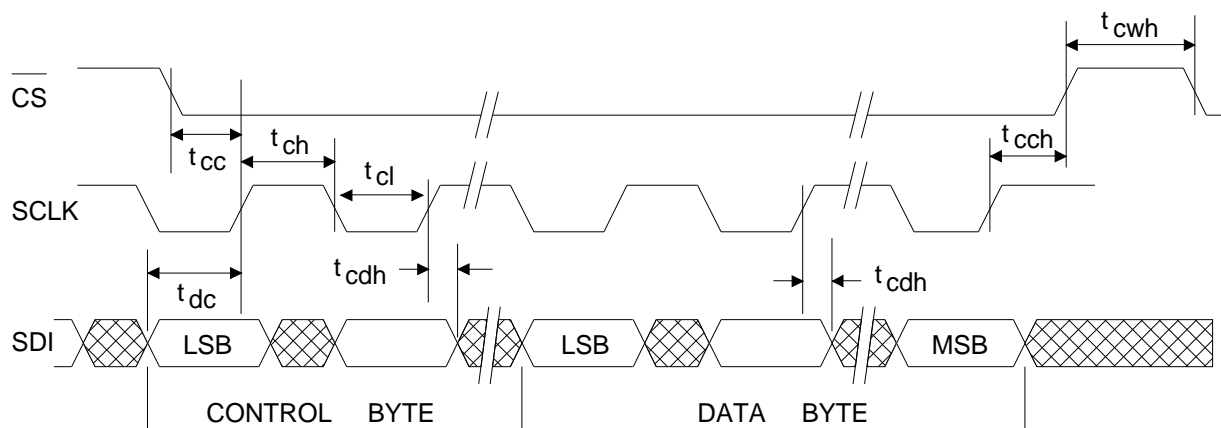 t cwh
CS
t cc
t ch
t cl
t cch
SCLK
t dc
t cdh
t cdh
SDI
LSB
LSB
MSB
CONTROL BYTE
DATA BYTE